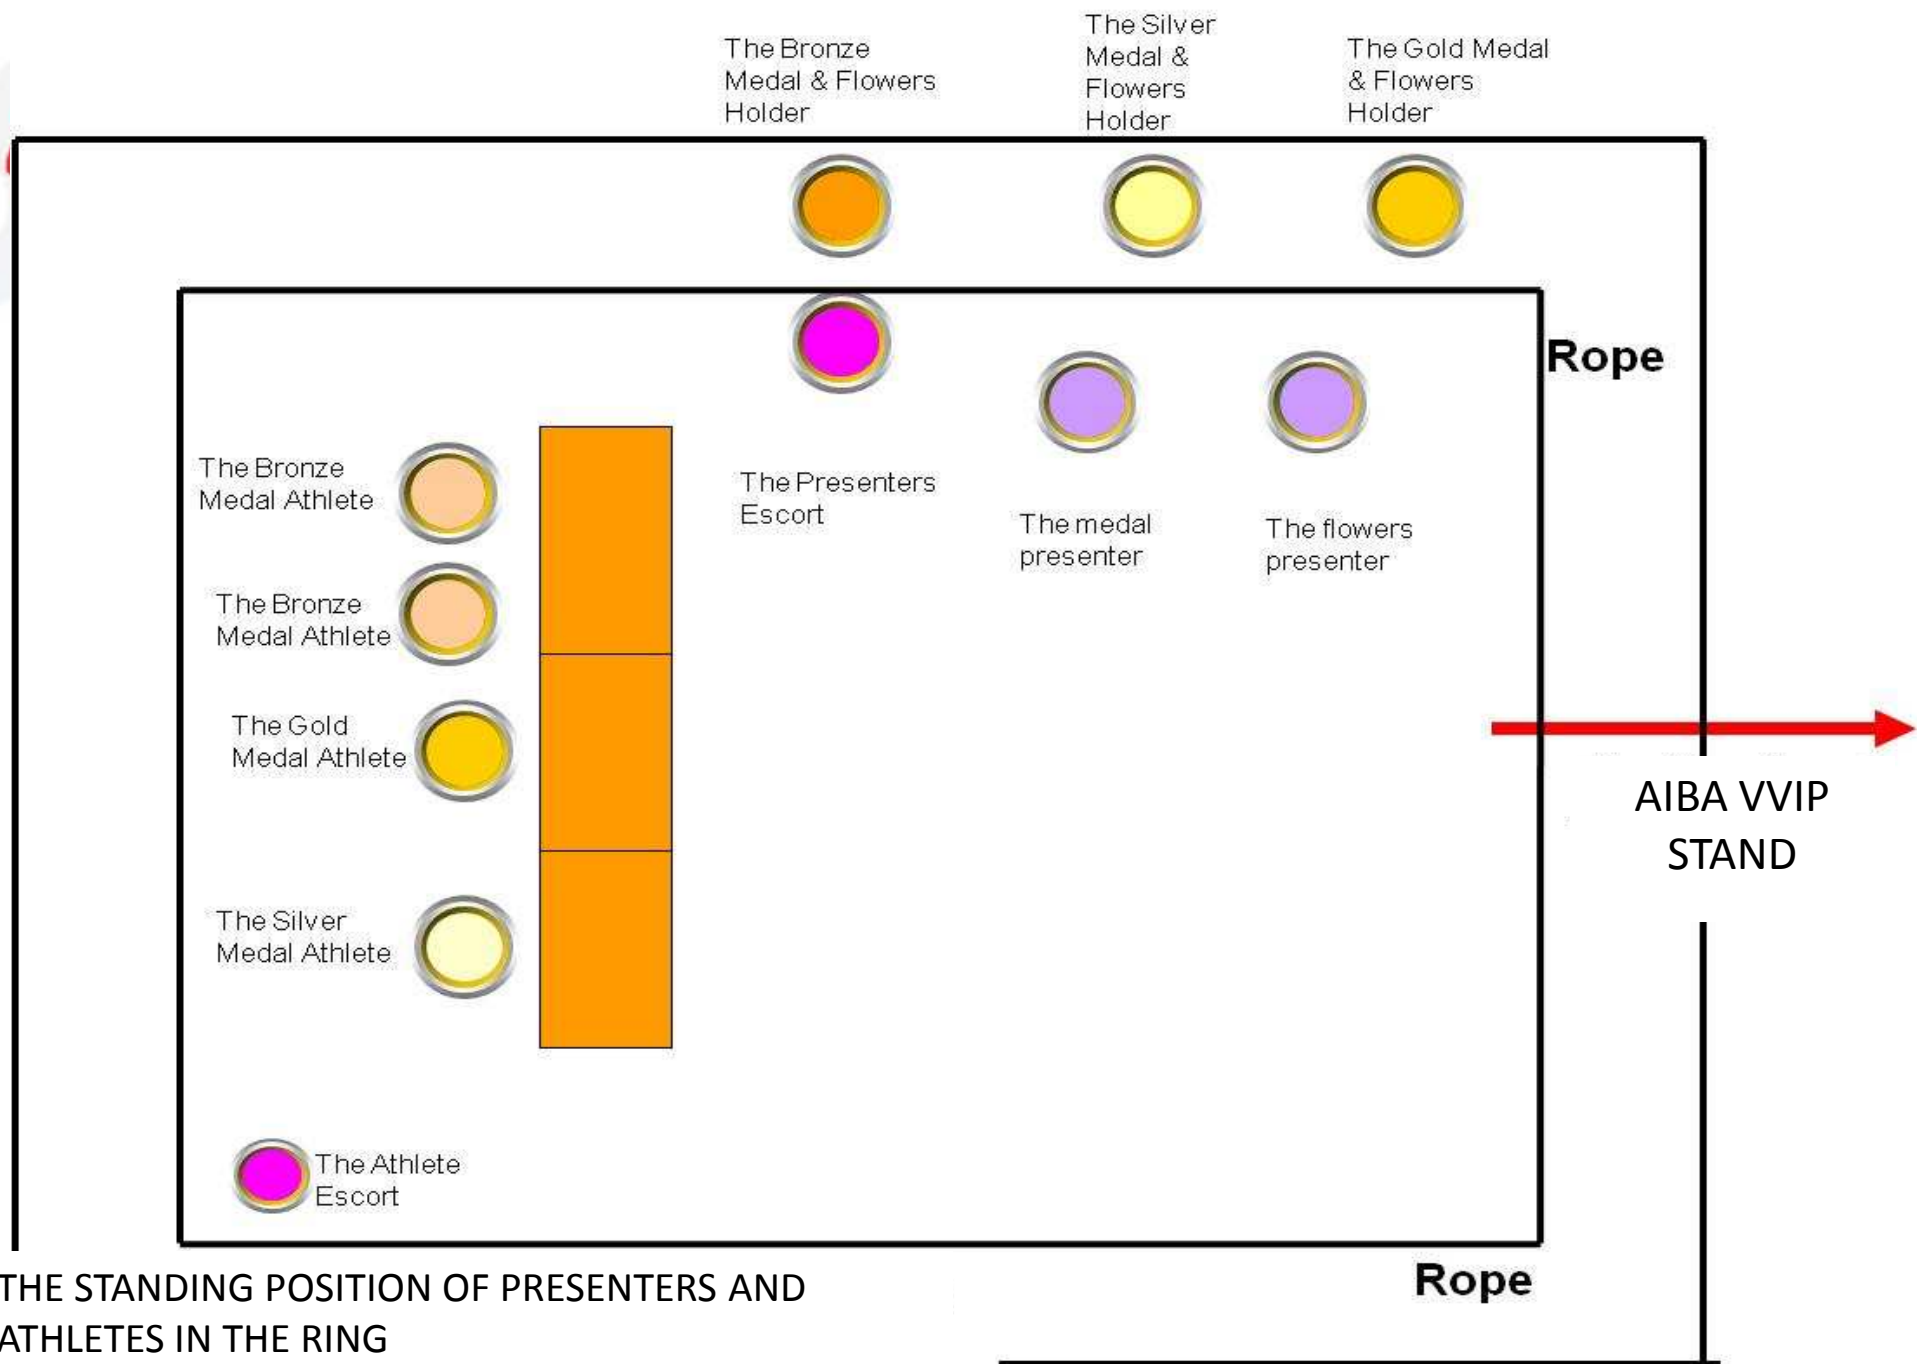 The Bronze
Medal & Flowers
Holder
The Silver
Medal &
Flowers
Holder
The Gold Medal
& Flowers
Holder
Rope
The Bronze
Medal Athlete
The Presenters
Escort
The medal
presenter
The flowers
presenter
The Bronze
Medal Athlete
The Gold
Medal Athlete
AIBA VVIP
STAND
The Silver
Medal Athlete
The Athlete
Escort
Rope
THE STANDING POSITION OF PRESENTERS AND
ATHLETES IN THE RING